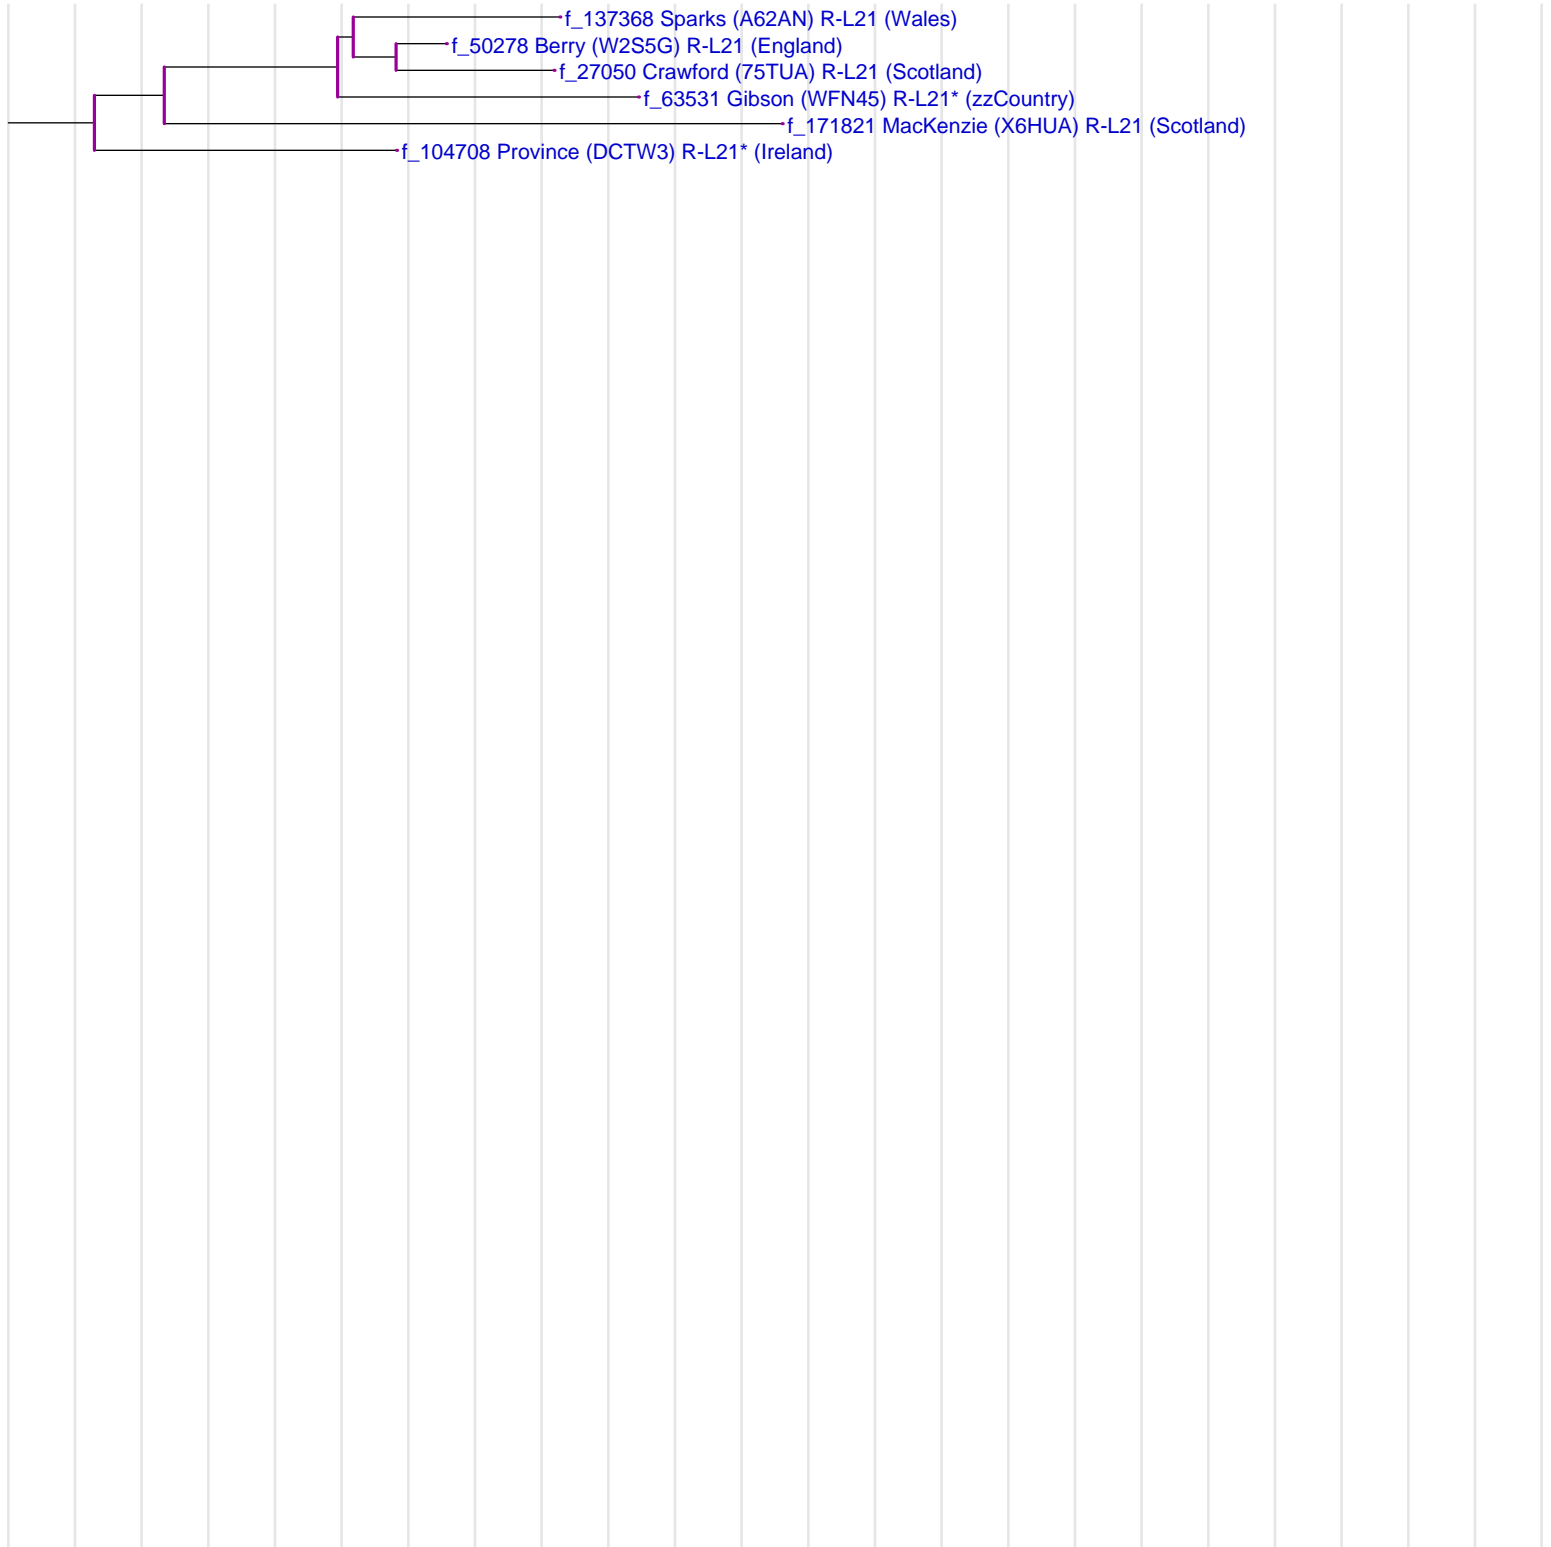 f_137368 Sparks (A62AN) R-L21 (Wales)
f_50278 Berry (W2S5G) R-L21 (England)
f_27050 Crawford (75TUA) R-L21 (Scotland)
f_63531 Gibson (WFN45) R-L21* (zzCountry)
f_171821 MacKenzie (X6HUA) R-L21 (Scotland)
f_104708 Province (DCTW3) R-L21* (Ireland)